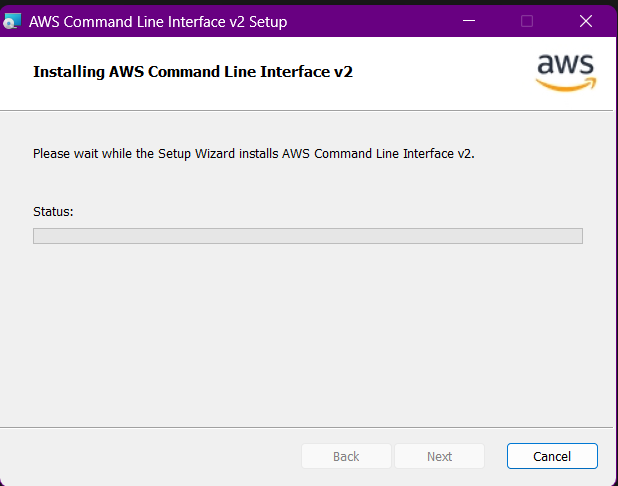 AWS Command Line Interface v2 Setup
Installing AWS Command Line Interface v2
aws
Please wait while the Setup Wizard installs AWS Command Line Interface v2.
Status:
Back
Next
Cancel